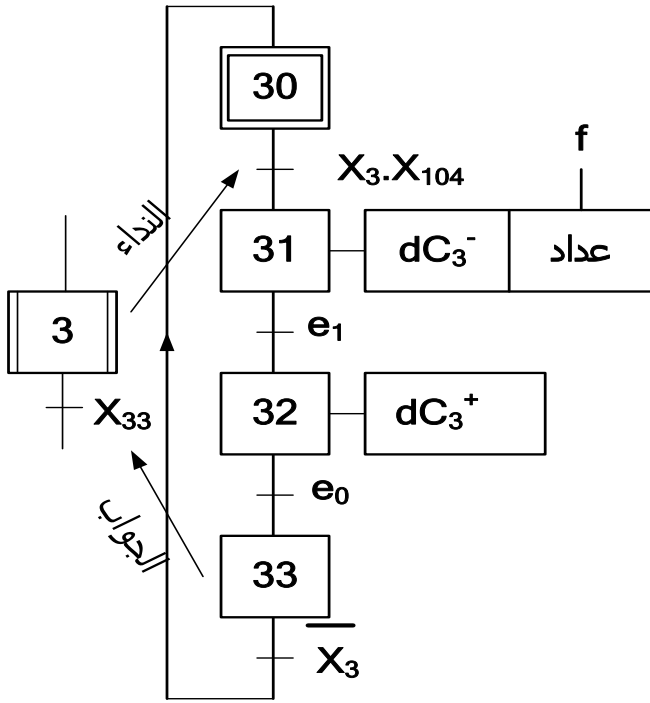 30
f
X₃.X₁₀₄
النداء
31
dC₃⁻
عداد
3
e₁
X₃₃
32
dC₃⁺
e₀
الجواب
33
X̅₃